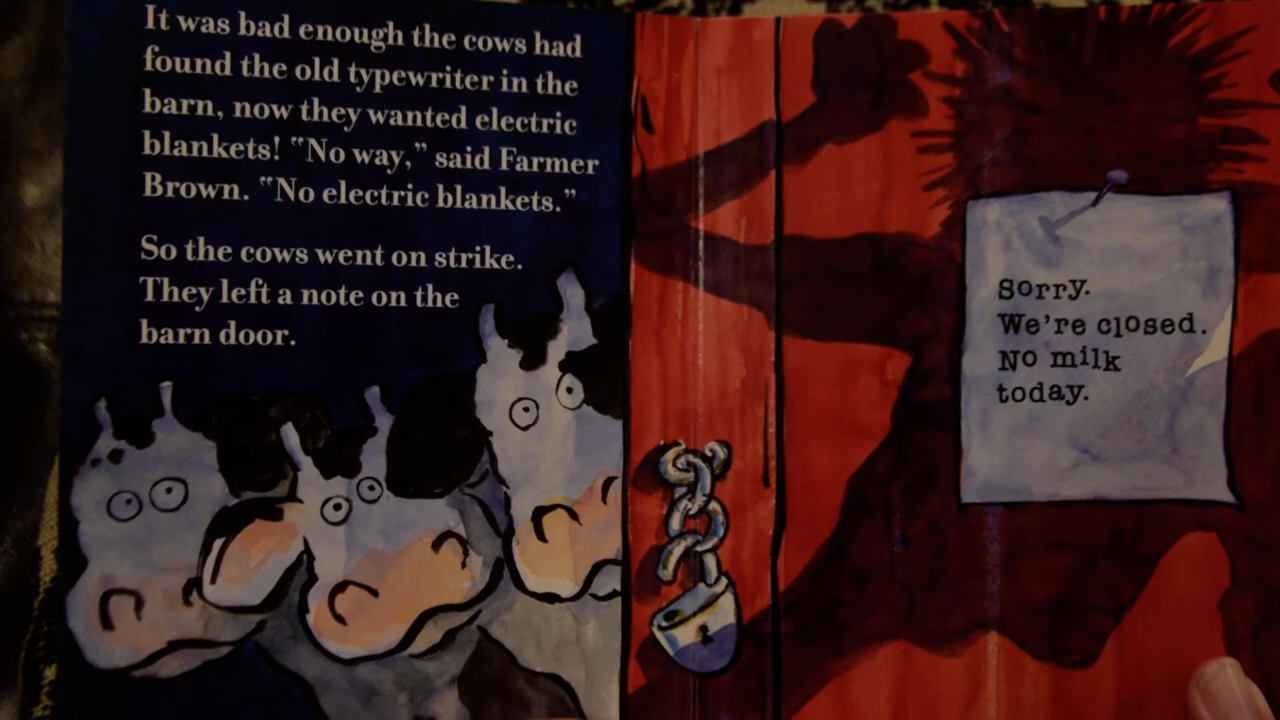 It was bad enough the cows had
found the old typewriter in the
barn, now they wanted electric
blankets! "No way," said Farmer
Brown. "No electric blankets."
So the cows went on strike.
They left a note on the
barn door.
Sorry.
We're closed.
No milk
today.